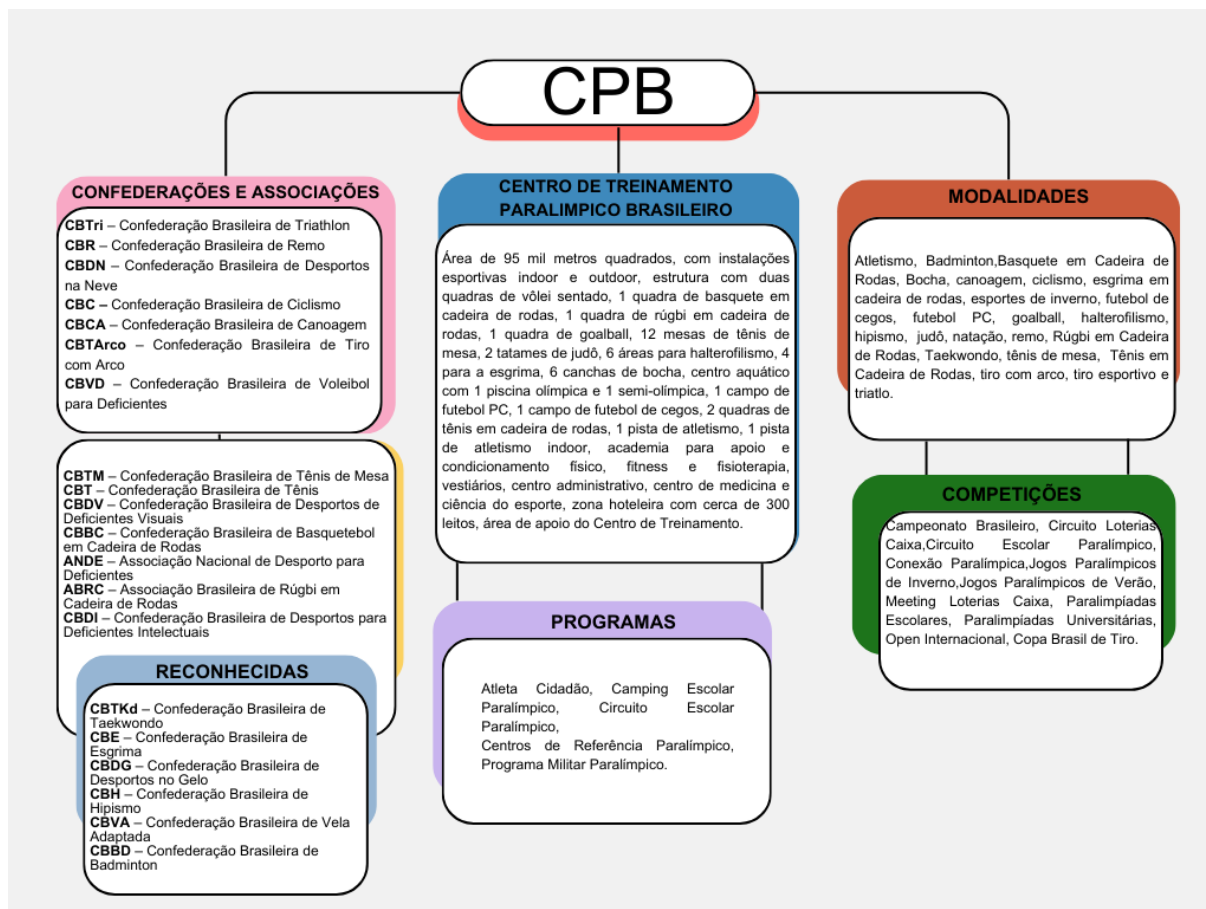 CPB
CONFEDERAÇÕES E ASSOCIAÇÕES
CBTri – Confederação Brasileira de Triathlon
CBR – Confederação Brasileira de Remo
CBDN – Confederação Brasileira de Desportos
na Neve
CBC – Confederação Brasileira de Ciclismo
CBCA – Confederação Brasileira de Canoagem
CBTArco – Confederação Brasileira de Tiro
com Arco
CBVD – Confederação Brasileira de Voleibol
para Deficientes
CBTM – Confederação Brasileira de Tênis de Mesa
CBT – Confederação Brasileira de Tênis
CBDV – Confederação Brasileira de Desportos de
Deficientes Visuais
CBBC – Confederação Brasileira de Basquetebol
em Cadeira de Rodas
ANDE – Associação Nacional de Desporto para
Deficientes
ABRC – Associação Brasileira de Rúgbi em
Cadeira de Rodas
CBDI – Confederação Brasileira de Desportos para
Deficientes Intelectuais
RECONHECIDAS
CBTKd – Confederação Brasileira de
Taekwondo
CBE – Confederação Brasileira de
Esgrima
CBDG – Confederação Brasileira de
Desportos no Gelo
CBH – Confederação Brasileira de
Hipismo
CBVA – Confederação Brasileira de Vela
Adaptada
CBBD – Confederação Brasileira de
Badminton
CENTRO DE TREINAMENTO
PARALIMPICO BRASILEIRO
Área de 95 mil metros quadrados, com instalações
esportivas indoor e outdoor, estrutura com duas
quadras de vôlei sentado, 1 quadra de basquete em
cadeira de rodas, 1 quadra de rúgbi em cadeira de
rodas, 1 quadra de goalball, 12 mesas de tênis de
mesa, 2 tatames de judô, 6 áreas para halterofilismo, 4
para a esgrima, 6 canchas de bocha, centro aquático
com 1 piscina olímpica e 1 semi-olímpica, 1 campo de
futebol PC, 1 campo de futebol de cegos, 2 quadras de
tênis em cadeira de rodas, 1 pista de atletismo, 1 pista
de atletismo indoor, academia para apoio e
condicionamento físico, fitness e fisioterapia,
vestiários, centro administrativo, centro de medicina e
ciência do esporte, zona hoteleira com cerca de 300
leitos, área de apoio do Centro de Treinamento.
PROGRAMAS
Atleta Cidadão, Camping Escolar
Paralímpico, Circuito Escolar
Paralímpico,
Centros de Referência Paralímpico,
Programa Militar Paralímpico.
MODALIDADES
Atletismo, Badminton,Basquete em Cadeira de
Rodas, Bocha, canoagem, ciclismo, esgrima em
cadeira de rodas, esportes de inverno, futebol de
cegos, futebol PC, goalball, halterofilismo,
hipismo, judô, natação, remo, Rúgbi em Cadeira
de Rodas, Taekwondo, tênis de mesa, Tênis em
Cadeira de Rodas, tiro com arco, tiro esportivo e
triatlo.
COMPETIÇÕES
Campeonato Brasileiro, Circuito Loterias
Caixa,Circuito Escolar Paralímpico,
Conexão Paralímpica,Jogos Paralímpicos
de Inverno,Jogos Paralímpicos de Verão,
Meeting Loterias Caixa, Paralimpíadas
Escolares, Paralimpíadas Universitárias,
Open Internacional, Copa Brasil de Tiro.